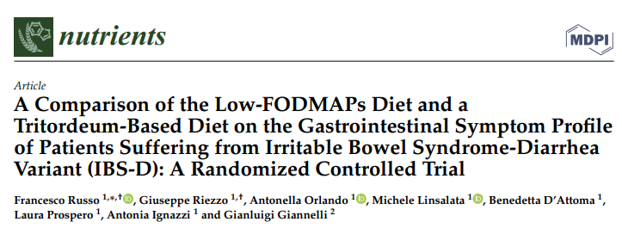 nutrients
MDPI
Article
A Comparison of the Low-FODMAPs Diet and a
Tritordeum-Based Diet on the Gastrointestinal Symptom Profile
of Patients Suffering from Irritable Bowel Syndrome-Diarrhea
Variant (IBS-D): A Randomized Controlled Trial
Francesco Russo 1,*,†, Giuseppe Riezzo 1,†, Antonella Orlando 1, Michele Linsalata 1, Benedetta D'Attoma 1,
Laura Prospero 1, Antonia Ignazzi 1 and Gianluigi Giannelli 2